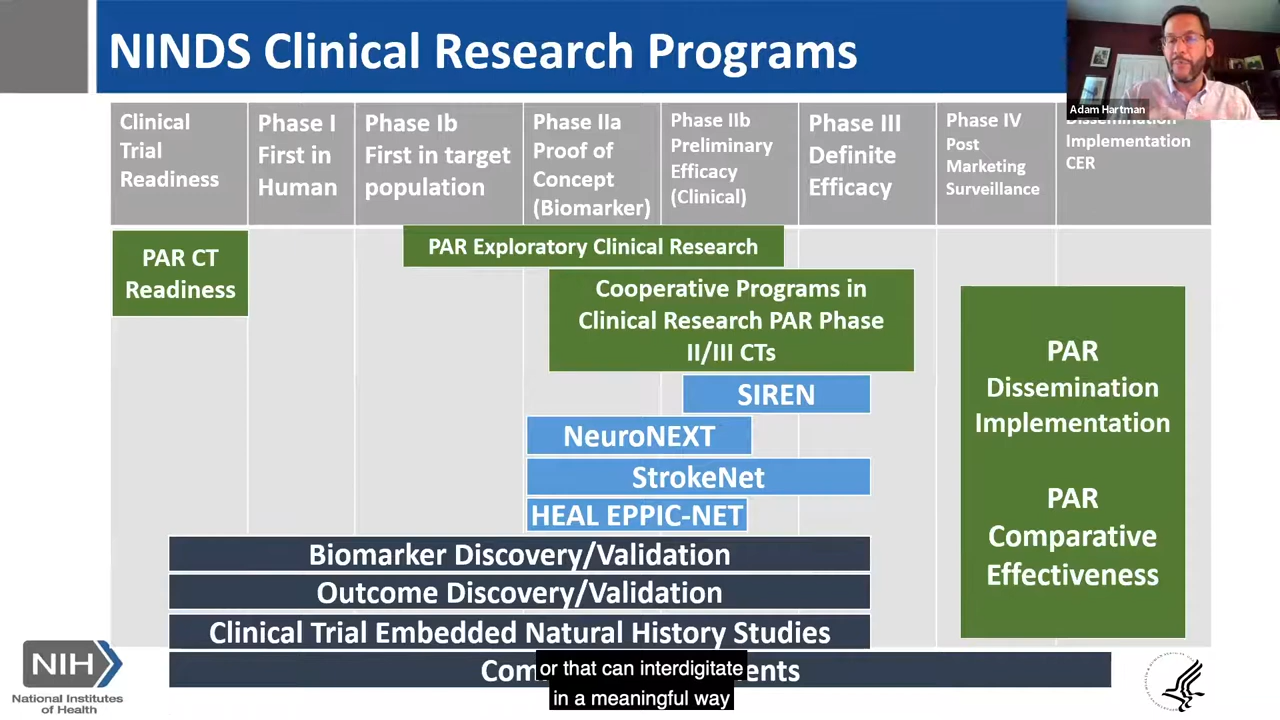 NINDS Clinical Research Programs
Adam Hartman
Clinical
Trial
Readiness
Phase I
First in
Human
Phase Ib
First in target
population
Phase IIa
Proof of
Concept
(Biomarker)
Phase IIb
Preliminary
Efficacy
(Clinical)
Phase III
Definite
Efficacy
Phase IV
Post
Marketing
Surveillance
Dissemination
Implementation
CER
PAR CT
Readiness
PAR Exploratory Clinical Research
Cooperative Programs in
Clinical Research PAR Phase
II/III CTs
SIREN
NeuroNEXT
StrokeNet
HEAL EPPIC-NET
PAR
Dissemination
Implementation
PAR
Comparative
Effectiveness
Biomarker Discovery/Validation
Outcome Discovery/Validation
Clinical Trial Embedded Natural History Studies
or that can interdigitate
in a meaningful way
NIH
National Institutes
of Health